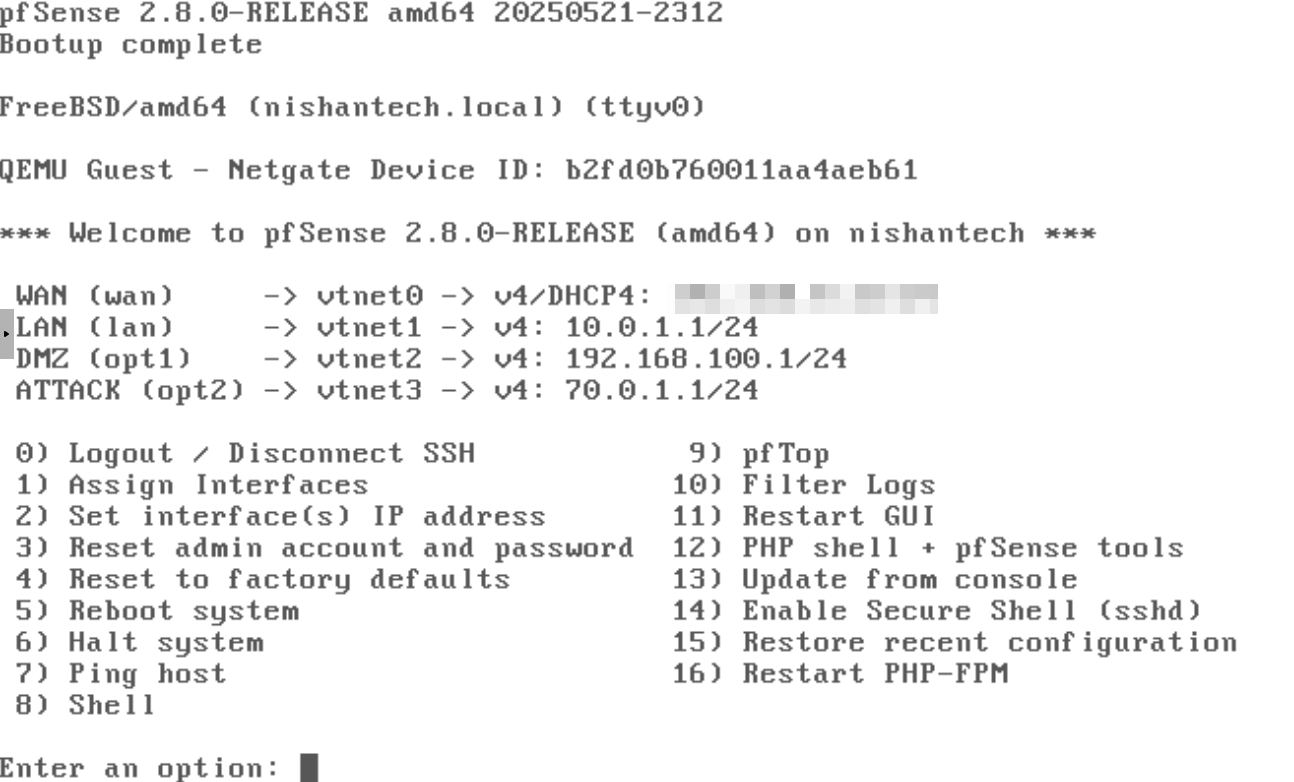 pfSense 2.8.0-RELEASE amd64 20250521-2312
Bootup complete
FreeBSD/amd64 (nishantech.local) (ttyv0)
QEMU Guest - Netgate Device ID: b2fd0b760011aa4aeb61
*** Welcome to pfSense 2.8.0-RELEASE (amd64) on nishantech ***
WAN (wan) -> vtnet0 -> v4/DHCP4:
LAN (lan) -> vtnet1 -> v4: 10.0.1.1/24
DMZ (opt1) -> vtnet2 -> v4: 192.168.100.1/24
ATTACK (opt2) -> vtnet3 -> v4: 70.0.1.1/24
0) Logout / Disconnect SSH 9) pfTop
1) Assign Interfaces 10) Filter Logs
2) Set interface(s) IP address 11) Restart GUI
3) Reset admin account and password 12) PHP shell + pfSense tools
4) Reset to factory defaults 13) Update from console
5) Reboot system 14) Enable Secure Shell (sshd)
6) Halt system 15) Restore recent configuration
7) Ping host 16) Restart PHP-FPM
8) Shell
Enter an option: